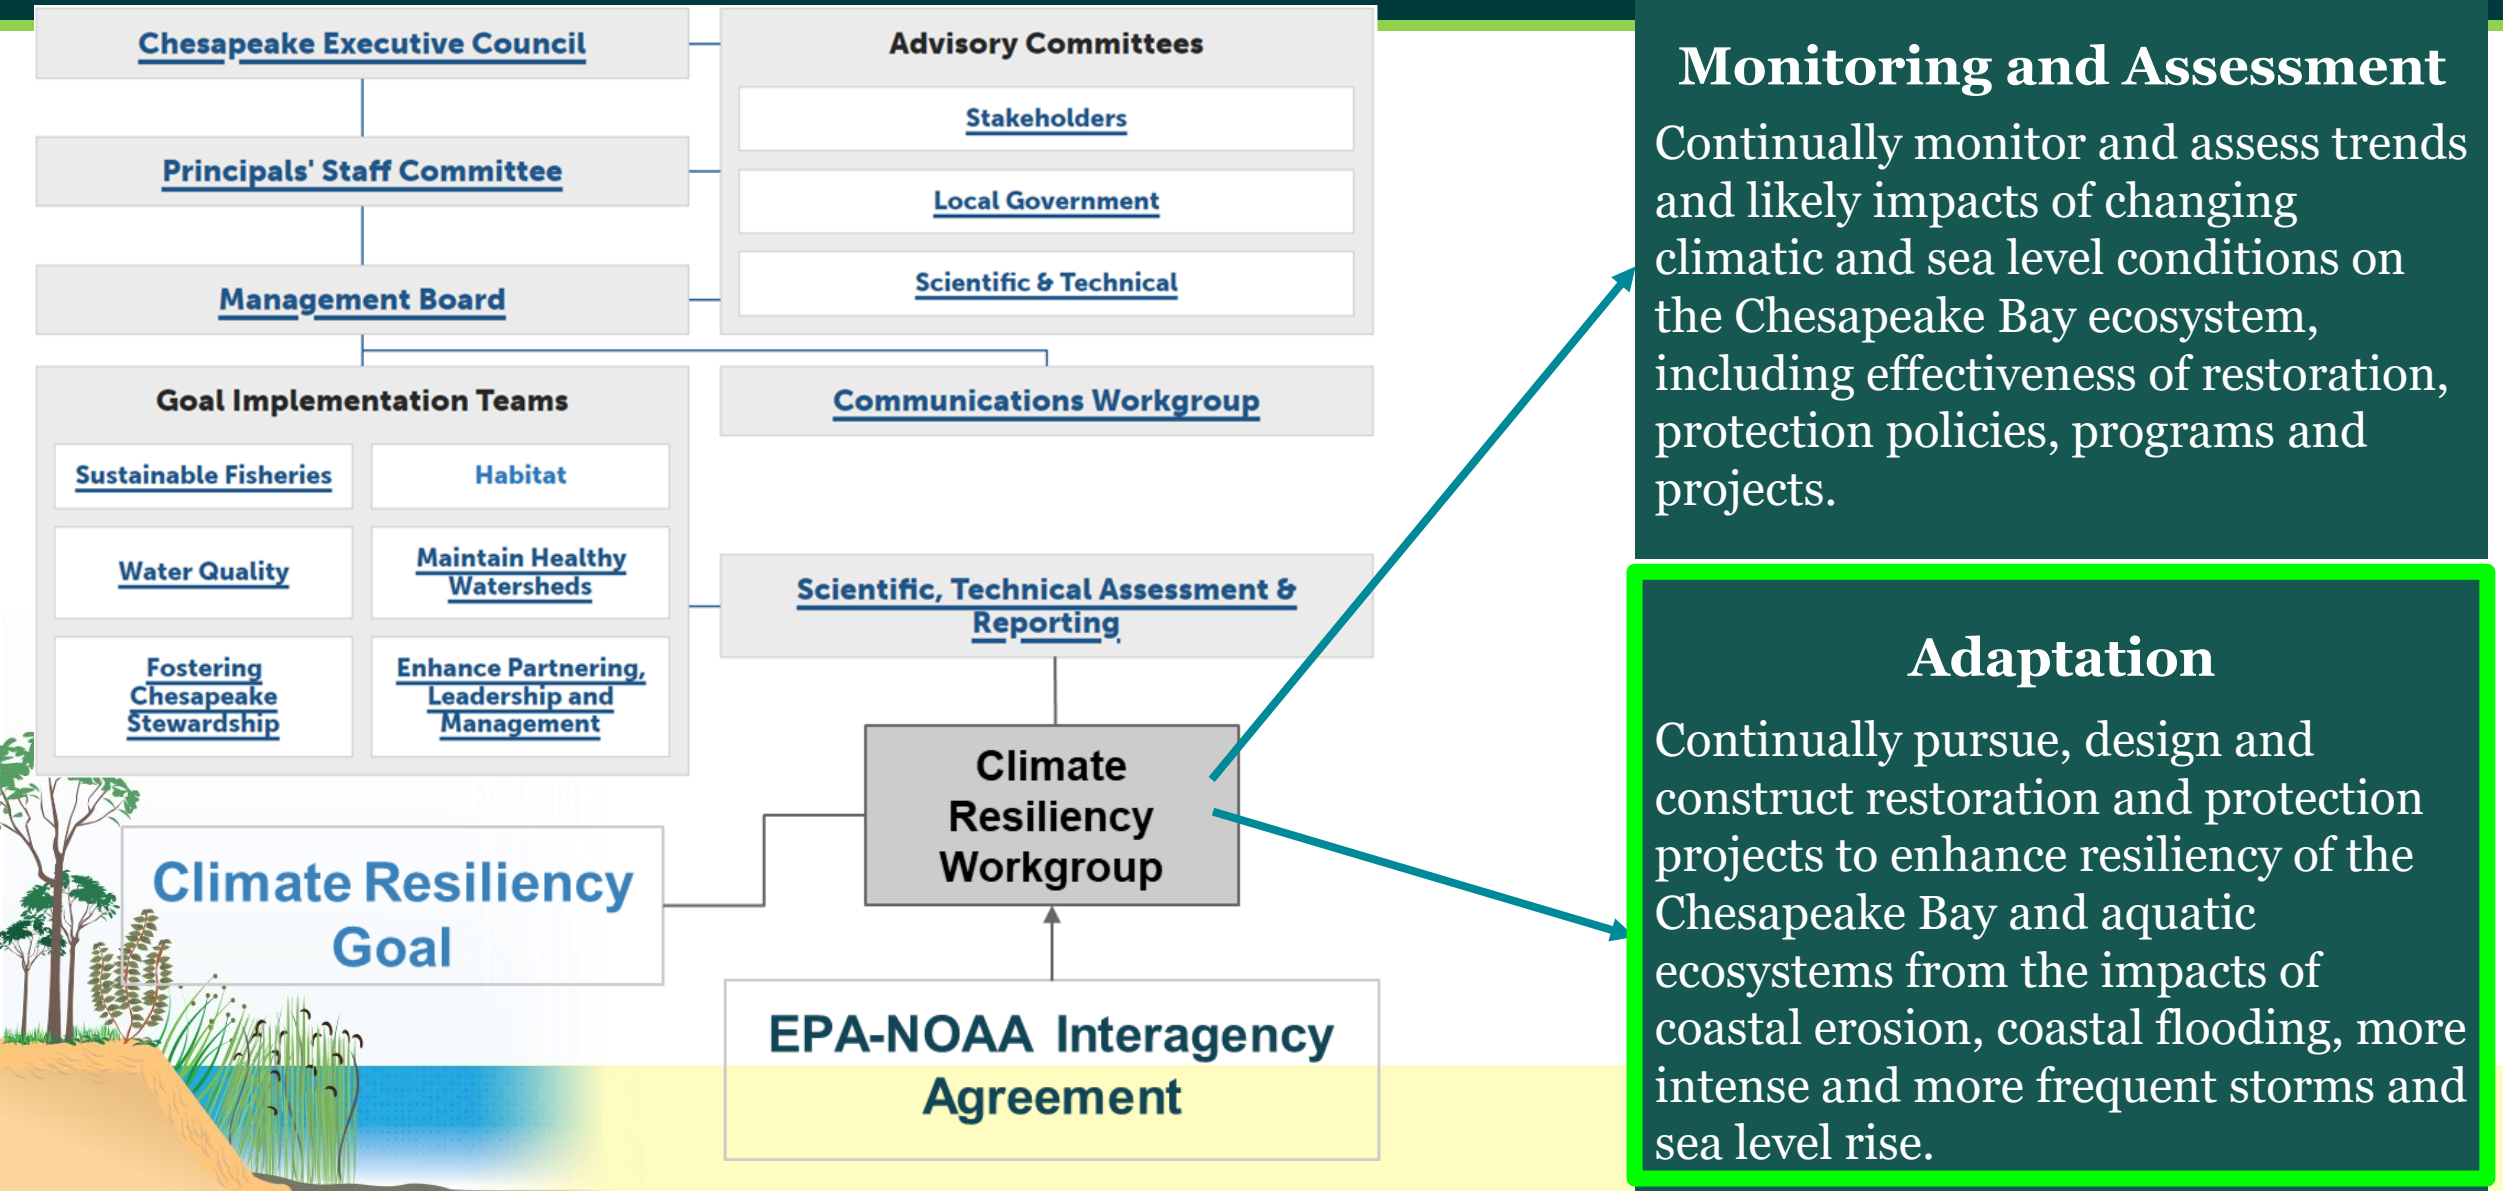 Chesapeake Executive Council
Principals' Staff Committee
Management Board
Advisory Committees
Stakeholders
Local Government
Scientific & Technical
Goal Implementation Teams
Sustainable Fisheries
Habitat
Water Quality
Maintain Healthy
Watersheds
Fostering
Chesapeake
Stewardship
Enhance Partnering,
Leadership and
Management
Communications Workgroup
Scientific, Technical Assessment &
Reporting
Climate
Resiliency
Workgroup
Climate Resiliency
Goal
EPA-NOAA Interagency
Agreement
Monitoring and Assessment
Continually monitor and assess trends
and likely impacts of changing
climatic and sea level conditions on
the Chesapeake Bay ecosystem,
including effectiveness of restoration,
protection policies, programs and
projects.
Adaptation
Continually pursue, design and
construct restoration and protection
projects to enhance resiliency of the
Chesapeake Bay and aquatic
ecosystems from the impacts of
coastal erosion, coastal flooding, more
intense and more frequent storms and
sea level rise.